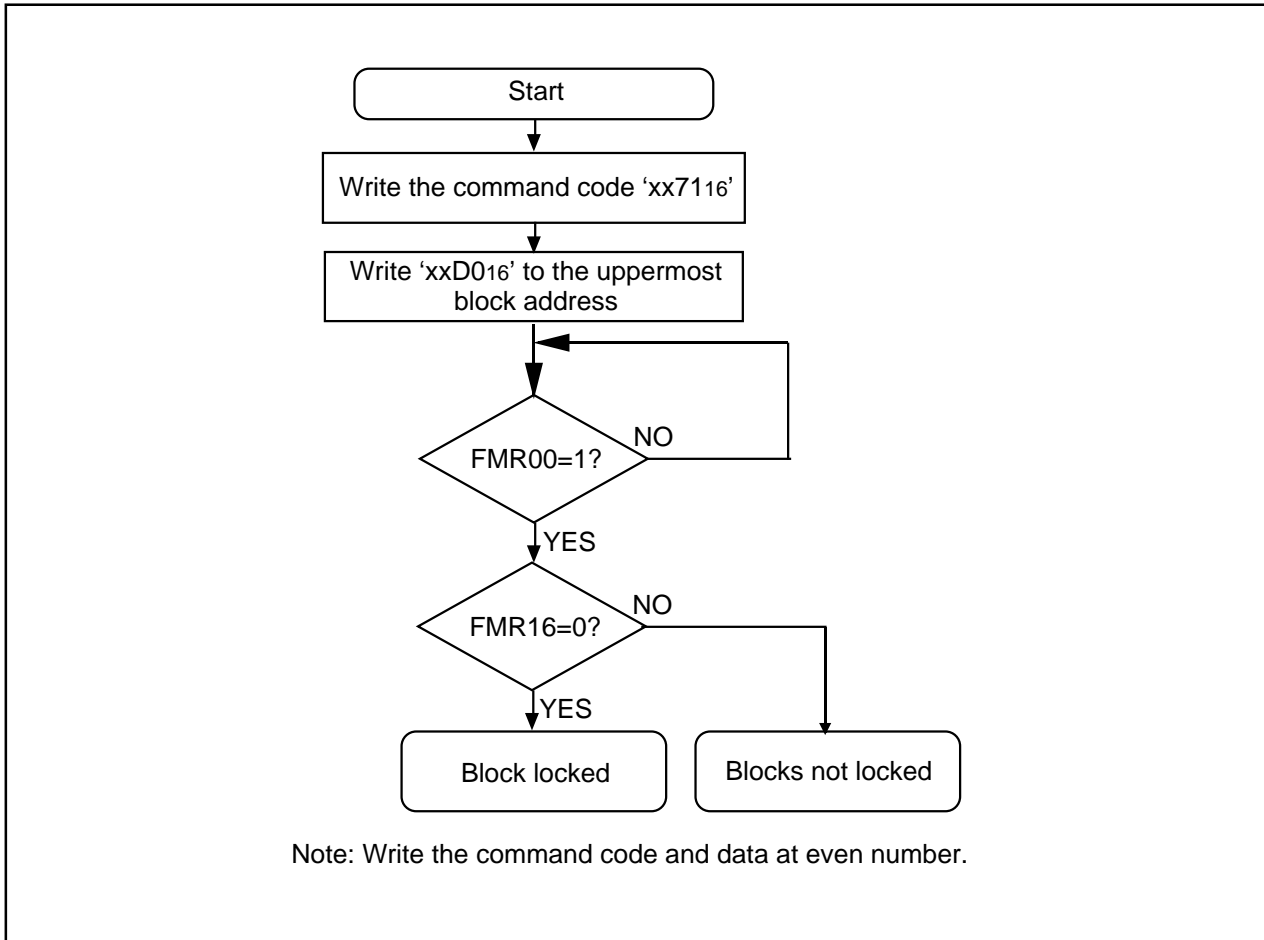 Start
Write the command code ‘xx7116’
Write ‘xxD016’ to the uppermost
block address
NO
FMR00=1?
YES
NO
FMR16=0?
YES
Block locked
Blocks not locked
Note: Write the command code and data at even number.